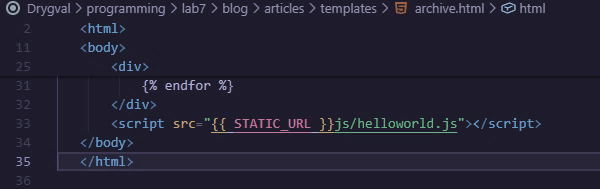 Drygval > programming > lab7 > blog > articles > templates > archive.html > html
2 <html>
11 <body>
25 <div>
31 {% endfor %}
32 </div>
33 <script src="{{ STATIC_URL }}js/helloworld.js"></script>
34 </body>
35 </html>
36